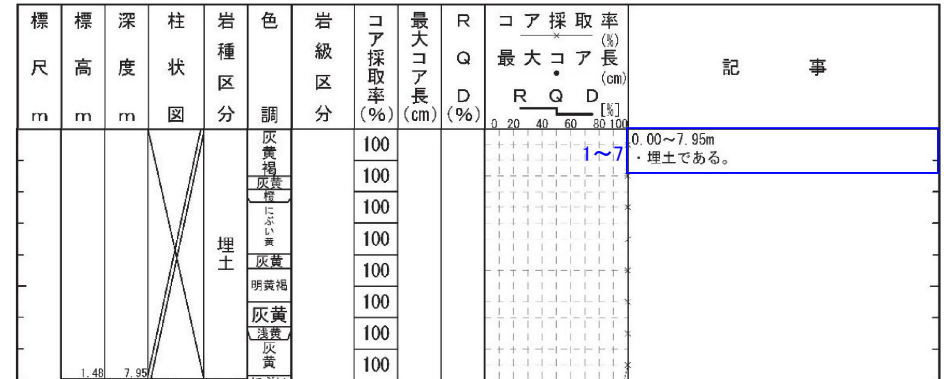 標尺m
標高m
深度m
柱状図
岩種区分
色調
岩級区分
コア採取率(%)
最大コア長(cm)
RQD(%)
コア採取率(%)
最大コア長(cm)
RQD[%]
0 20 40 60 80 100
記事
埋土
灰黄褐
灰黄
橙
にぶい黄
灰黄
明黄褐
灰黄
浅黄
灰黄
100
100
100
100
100
100
100
100
1～7
0.00～7.95m
・埋土である。
1.48 7.95